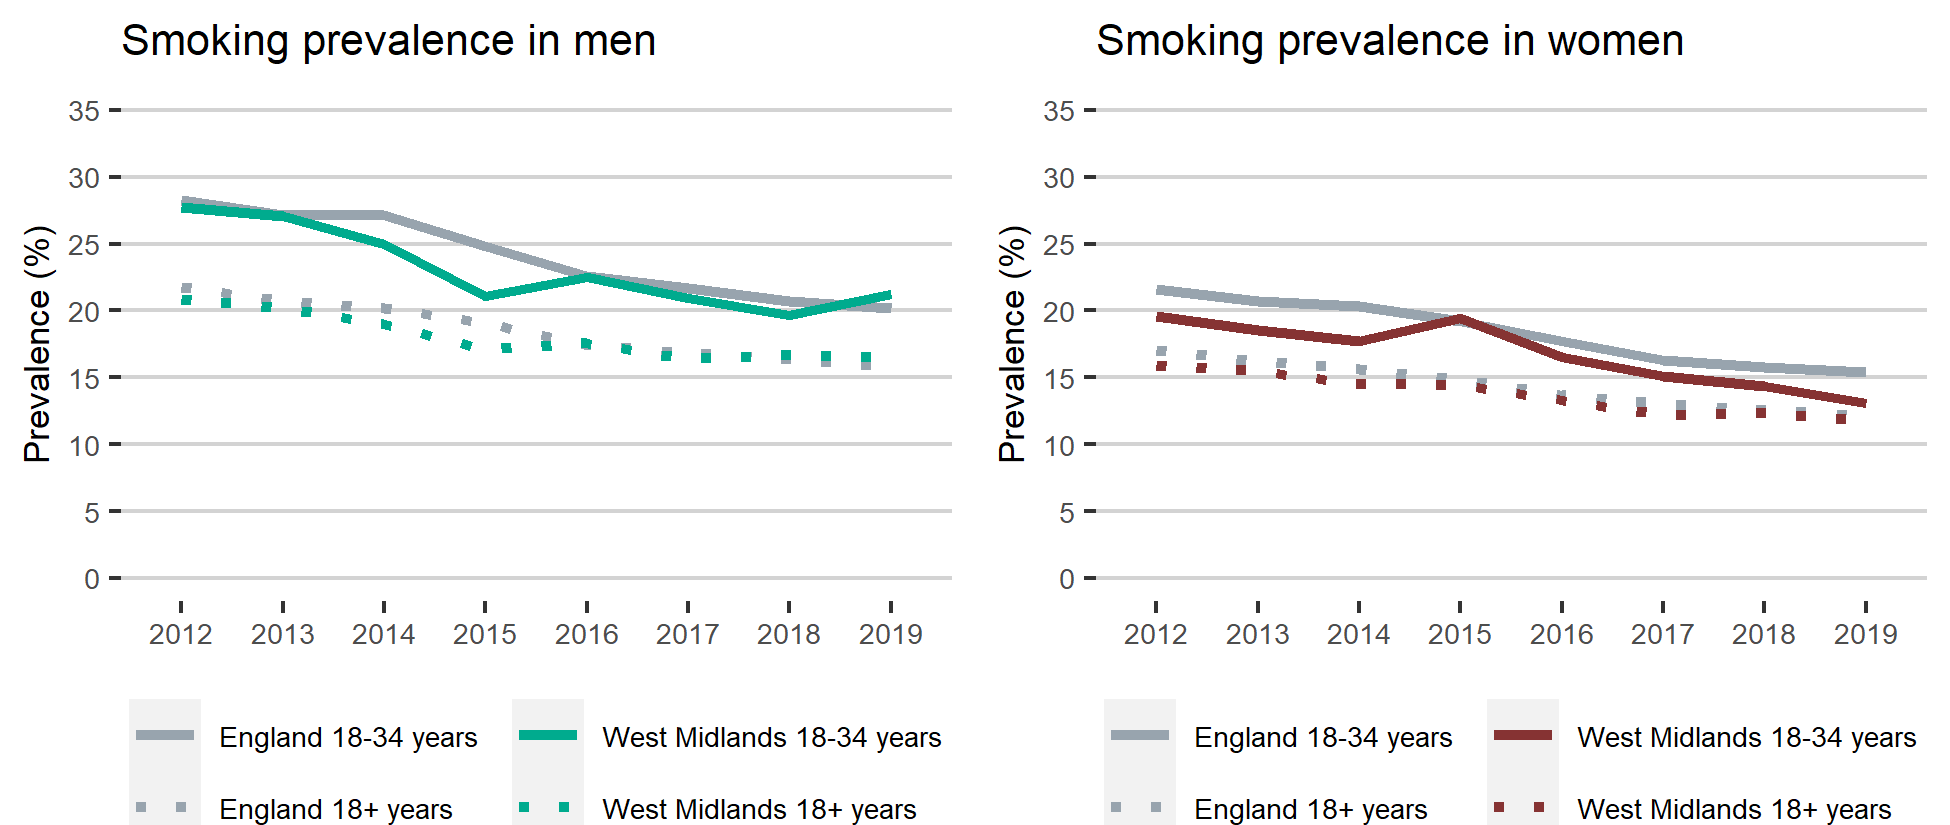 Smoking prevalence in men
Prevalence (%)
35
30
25
20
15
10
5
0
2012 2013 2014 2015 2016 2017 2018 2019
England 18-34 years West Midlands 18-34 years
England 18+ years West Midlands 18+ years
Smoking prevalence in women
Prevalence (%)
35
30
25
20
15
10
5
0
2012 2013 2014 2015 2016 2017 2018 2019
England 18-34 years West Midlands 18-34 years
England 18+ years West Midlands 18+ years